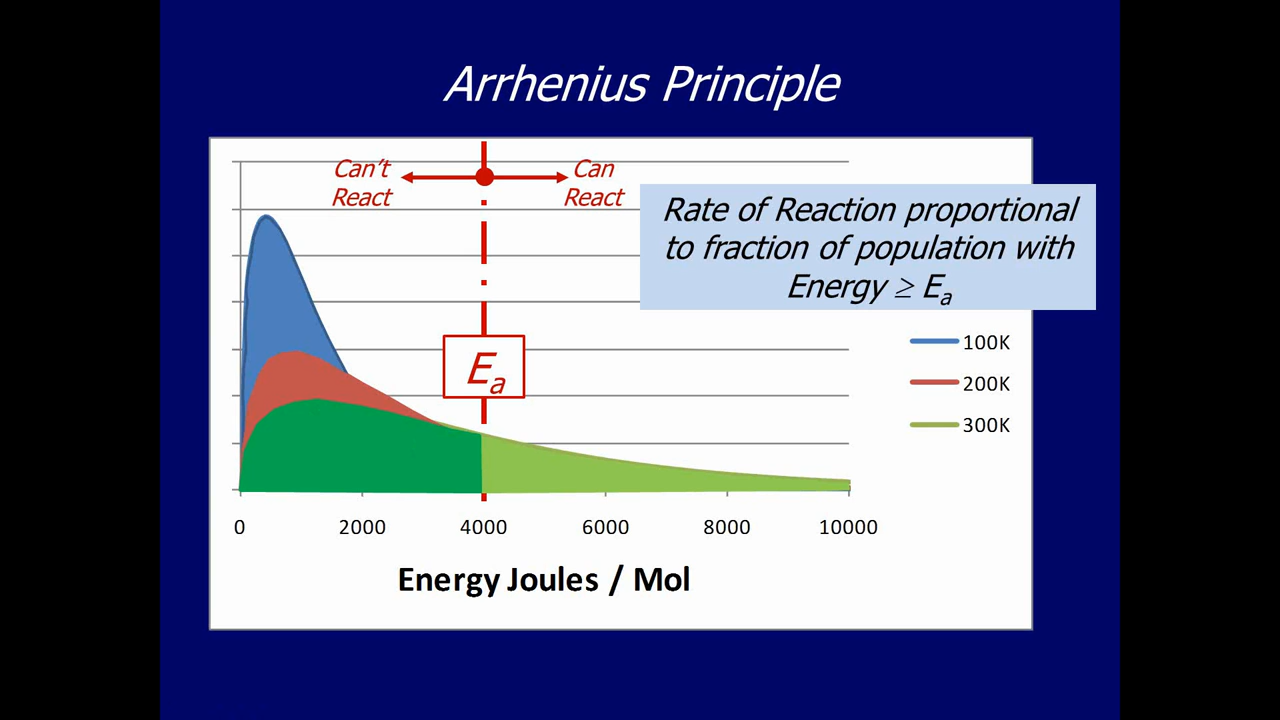 Arrhenius Principle
Can't
React
Can
React
Rate of Reaction proportional
to fraction of population with
Energy ≥ Ea
Ea
100K
200K
300K
0 2000 4000 6000 8000 10000
Energy Joules / Mol